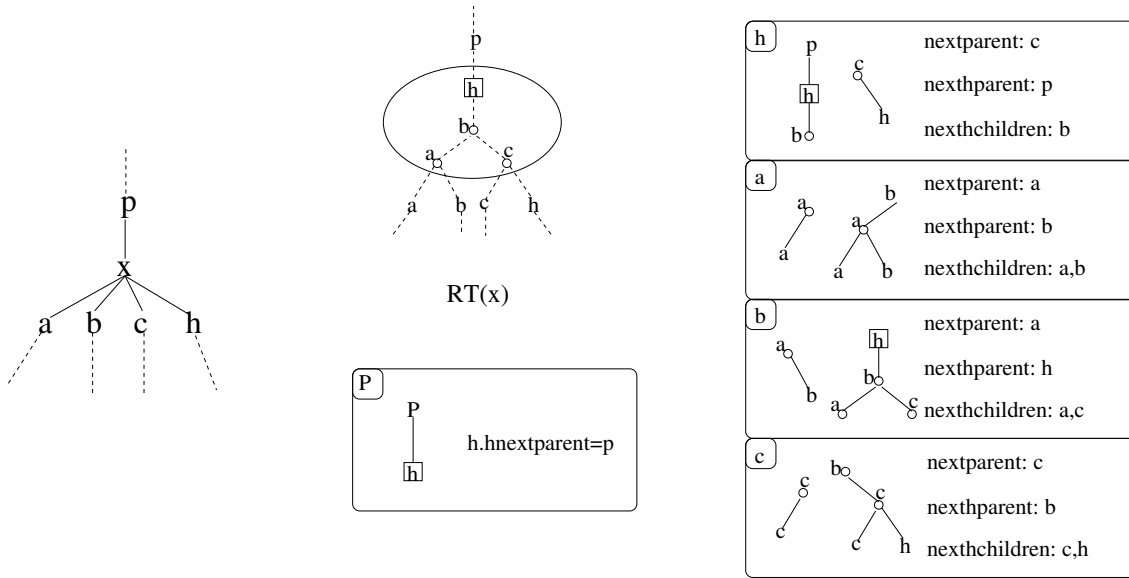 p
x
a b c h
p
h
b
a c
a b c h
RT(x)
P
P
h
h.hnextparent=p
h
p
h
b
c
h
nextparent: c
nexthparent: p
nexthchildren: b
a
a
a
b
a
a b
nextparent: a
nexthparent: b
nexthchildren: a,b
b
a
b
h
b
a c
nextparent: a
nexthparent: h
nexthchildren: a,c
c
c
c
b
c
c h
nextparent: c
nexthparent: b
nexthchildren: c,h